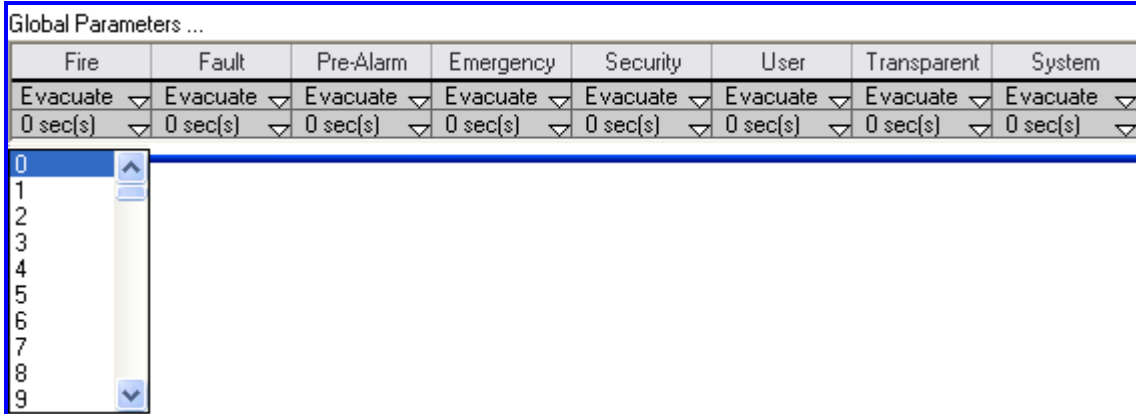 Global Parameters ...
Fire Fault Pre-Alarm Emergency Security User Transparent System
Evacuate Evacuate Evacuate Evacuate Evacuate Evacuate Evacuate Evacuate
0 sec(s) 0 sec(s) 0 sec(s) 0 sec(s) 0 sec(s) 0 sec(s) 0 sec(s) 0 sec(s)
0
1
2
3
4
5
6
7
8
9